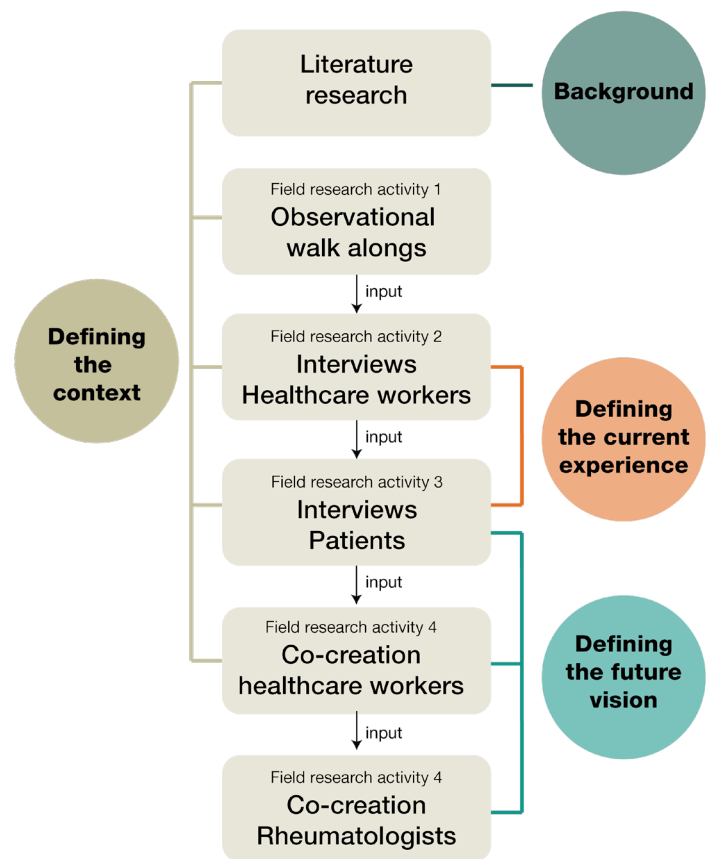 Literature
research
Background
Field research activity 1
Observational
walk alongs
input
Defining
the
context
Field research activity 2
Interviews
Healthcare workers
input
Defining
the current
experience
Field research activity 3
Interviews
Patients
input
Field research activity 4
Co-creation
healthcare workers
Defining
the future
vision
input
Field research activity 4
Co-creation
Rheumatologists